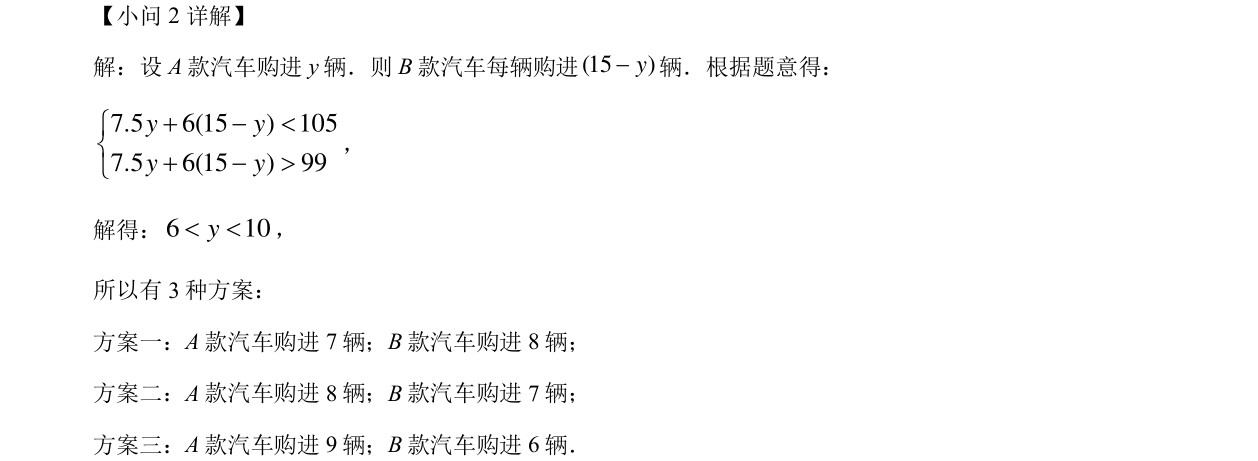 【小问 2 详解】
解：设 A 款汽车购进 y 辆．则 B 款汽车每辆购进(15－y)辆．根据题意得：
{7.5y＋6(15－y)＜105
7.5y＋6(15－y)＞99，
解得：6＜y＜10，
所以有 3 种方案：
方案一：A 款汽车购进 7 辆；B 款汽车购进 8 辆；
方案二：A 款汽车购进 8 辆；B 款汽车购进 7 辆；
方案三：A 款汽车购进 9 辆；B 款汽车购进 6 辆．